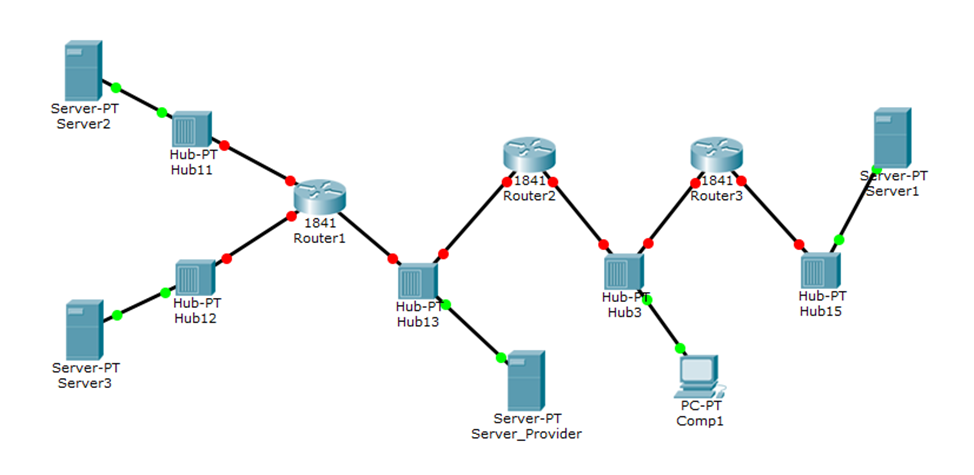 Server-PT
Server2
Hub-PT
Hub11
1841
Router1
Hub-PT
Hub12
Server-PT
Server3
Hub-PT
Hub13
Server-PT
Server_Provider
1841
Router2
Hub-PT
Hub3
PC-PT
Comp1
1841
Router3
Hub-PT
Hub15
Server-PT
Server1